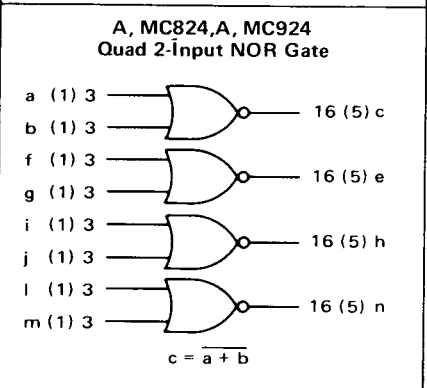 A, MC824,A, MC924
Quad 2-Input NOR Gate
a (1) 3
16 (5) c
b (1) 3
f (1) 3
16 (5) e
g (1) 3
i (1) 3
16 (5) h
j (1) 3
l (1) 3
16 (5) n
m (1) 3
c = \overline{a + b}